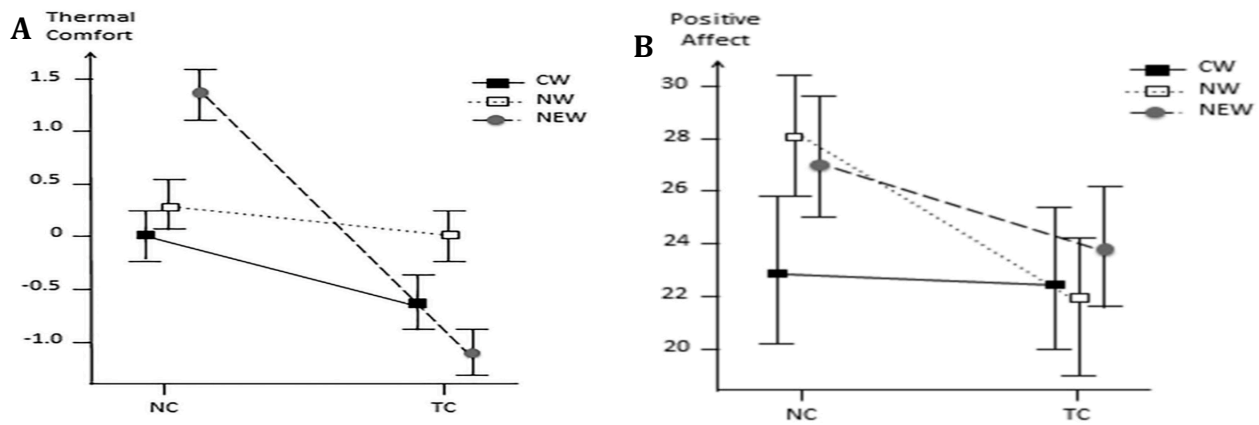 A
Thermal
Comfort
1.5
1.0
0.5
0
-0.5
-1.0
NC
TC
CW
NW
NEW
B
Positive
Affect
30
28
26
24
22
20
NC
TC
CW
NW
NEW